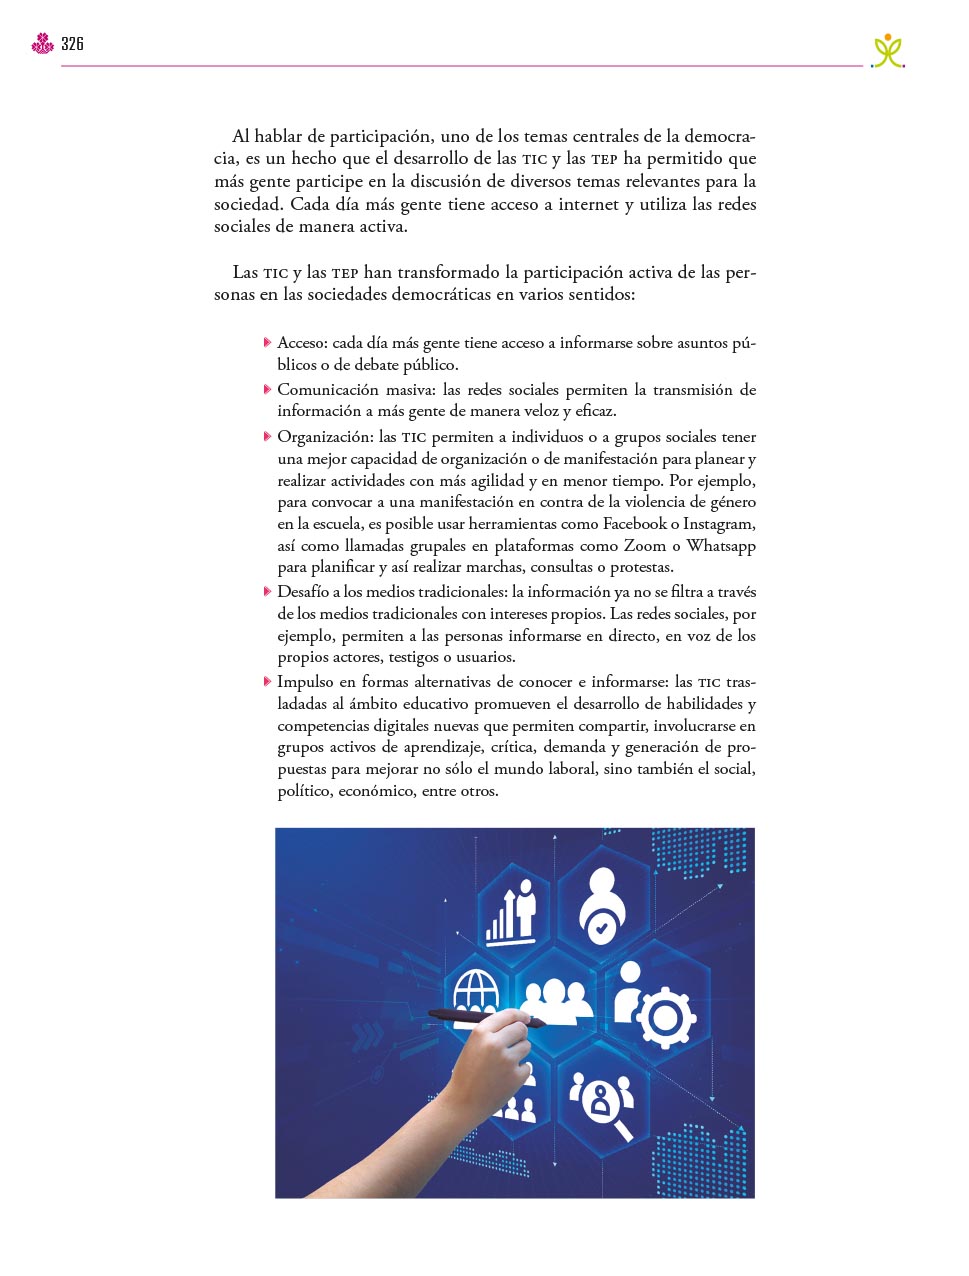 326
Al hablar de participación, uno de los temas centrales de la democra-
cia, es un hecho que el desarrollo de las TIC y las TEP ha permitido que
más gente participe en la discusión de diversos temas relevantes para la
sociedad. Cada día más gente tiene acceso a internet y utiliza las redes
sociales de manera activa.
Las TIC y las TEP han transformado la participación activa de las per-
sonas en las sociedades democráticas en varios sentidos:
Acceso: cada día más gente tiene acceso a informarse sobre asuntos pú-
blicos o de debate público.
Comunicación masiva: las redes sociales permiten la transmisión de
información a más gente de manera veloz y eficaz.
Organización: las TIC permiten a individuos o a grupos sociales tener
una mejor capacidad de organización o de manifestación para planear y
realizar actividades con más agilidad y en menor tiempo. Por ejemplo,
para convocar a una manifestación en contra de la violencia de género
en la escuela, es posible usar herramientas como Facebook o Instagram,
así como llamadas grupales en plataformas como Zoom o Whatsapp
para planificar y así realizar marchas, consultas o protestas.
Desafío a los medios tradicionales: la información ya no se filtra a través
de los medios tradicionales con intereses propios. Las redes sociales, por
ejemplo, permiten a las personas informarse en directo, en voz de los
propios actores, testigos o usuarios.
Impulso en formas alternativas de conocer e informarse: las TIC tras-
ladadas al ámbito educativo promueven el desarrollo de habilidades y
competencias digitales nuevas que permiten compartir, involucrarse en
grupos activos de aprendizaje, crítica, demanda y generación de pro-
puestas para mejorar no sólo el mundo laboral, sino también el social,
político, económico, entre otros.